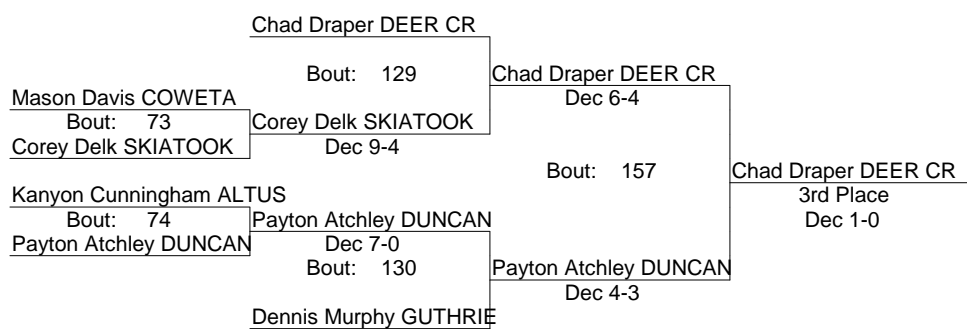 Chad Draper DEER CR
Bout: 129
Chad Draper DEER CR
Dec 6-4
Mason Davis COWETA
Bout: 73
Corey Delk SKIATOOK
Corey Delk SKIATOOK
Dec 9-4
Bout: 157
Chad Draper DEER CR
3rd Place
Dec 1-0
Kanyon Cunningham ALTUS
Bout: 74
Payton Atchley DUNCAN
Payton Atchley DUNCAN
Dec 7-0
Bout: 130
Payton Atchley DUNCAN
Dec 4-3
Dennis Murphy GUTHRIE